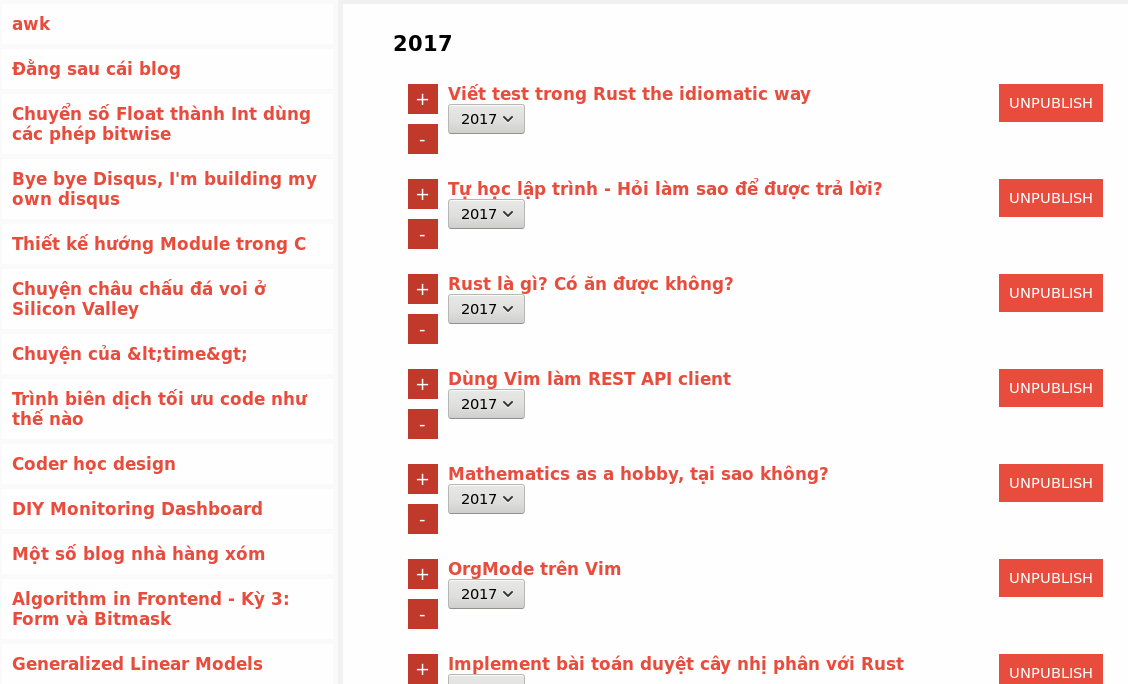 awk
Đằng sau cái blog
Chuyển số Float thành Int dùng
các phép bitwise
Bye bye Disqus, I'm building my
own disqus
Thiết kế hướng Module trong C
Chuyện châu chấu đá voi ở
Silicon Valley
Chuyện của &lt;time&gt;
Trình biên dịch tối ưu code như
thế nào
Coder học design
DIY Monitoring Dashboard
Một số blog nhà hàng xóm
Algorithm in Frontend - Kỳ 3:
Form và Bitmask
Generalized Linear Models
2017
+
Viết test trong Rust the idiomatic way
UNPUBLISH
2017
-
+
Tự học lập trình - Hỏi làm sao để được trả lời?
UNPUBLISH
2017
-
+
Rust là gì? Có ăn được không?
UNPUBLISH
2017
-
+
Dùng Vim làm REST API client
UNPUBLISH
2017
-
+
Mathematics as a hobby, tại sao không?
UNPUBLISH
2017
-
+
OrgMode trên Vim
UNPUBLISH
2017
-
+
Implement bài toán duyệt cây nhị phân với Rust
UNPUBLISH